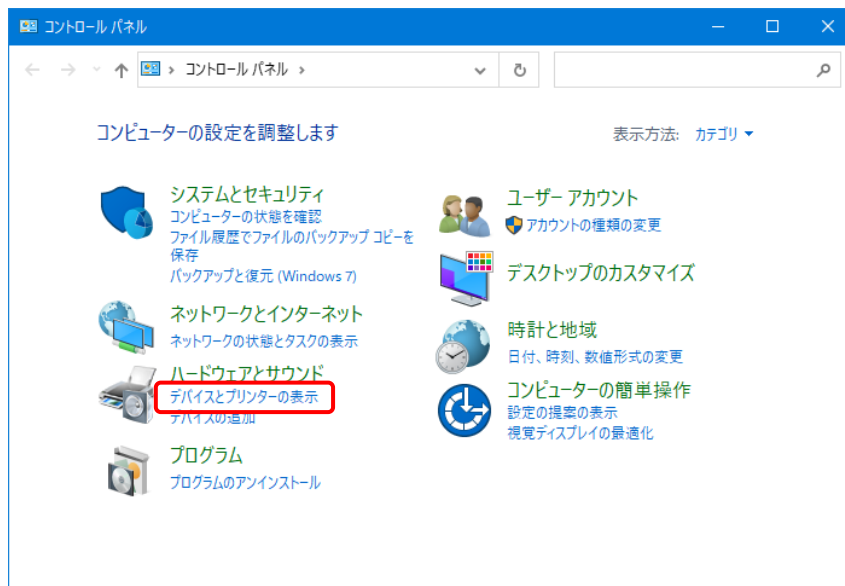 コントロール パネル
コントロール パネル
コンピューターの設定を調整します
表示方法: カテゴリ
システムとセキュリティ
コンピューターの状態を確認
ファイル履歴でファイルのバックアップ コピーを
保存
バックアップと復元 (Windows 7)
ネットワークとインターネット
ネットワークの状態とタスクの表示
ハードウェアとサウンド
デバイスとプリンターの表示
デバイスの追加
プログラム
プログラムのアンインストール
ユーザー アカウント
アカウントの種類の変更
デスクトップのカスタマイズ
時計と地域
日付、時刻、数値形式の変更
コンピューターの簡単操作
設定の提案の表示
視覚ディスプレイの最適化